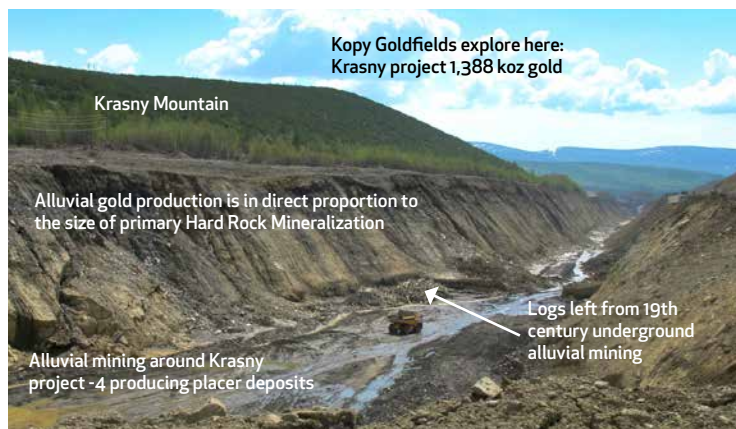 Kopy Goldfields explore here:
Krasny project 1,388 koz gold
Krasny Mountain
Alluvial gold production is in direct proportion to
the size of primary Hard Rock Mineralization
Logs left from 19th
century underground
alluvial mining
Alluvial mining around Krasny
project -4 producing placer deposits